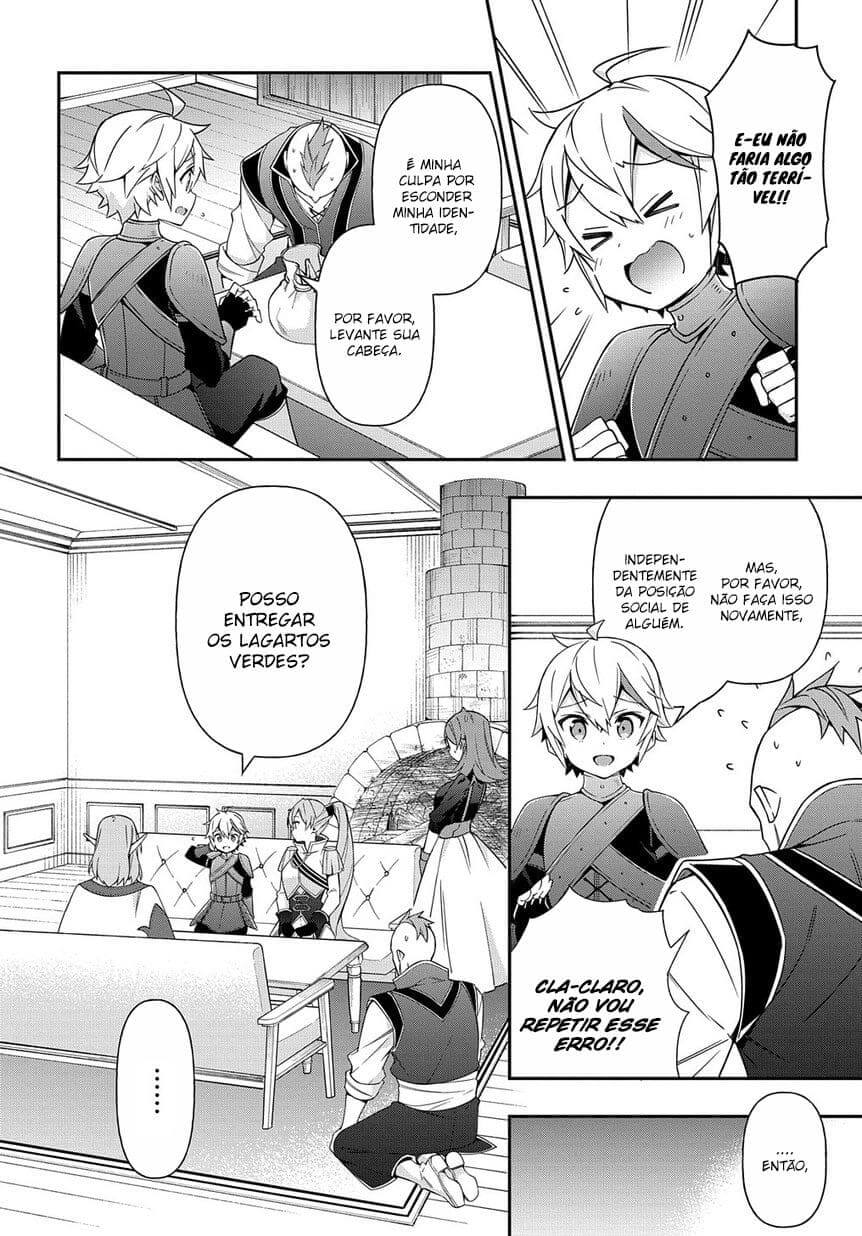 E-EU NÃO
FARIA ALGO
TÃO TERRÍ-
VEL!!
É MINHA
CULPA POR
ESCONDER
MINHA IDEN-
TIDADE,
POR FAVOR,
LEVANTE SUA
CABEÇA.
MAS,
POR FAVOR,
NÃO FAÇA ISSO
NOVAMENTE,
INDEPEN-
DENTEMENTE
DA POSIÇÃO
SOCIAL DE
ALGUÉM.
CLA-CLARO,
NÃO VOU
REPETIR ESSE
ERRO!!
....
ENTÃO,
POSSO
ENTREGAR
OS LAGARTOS
VERDES?
.....